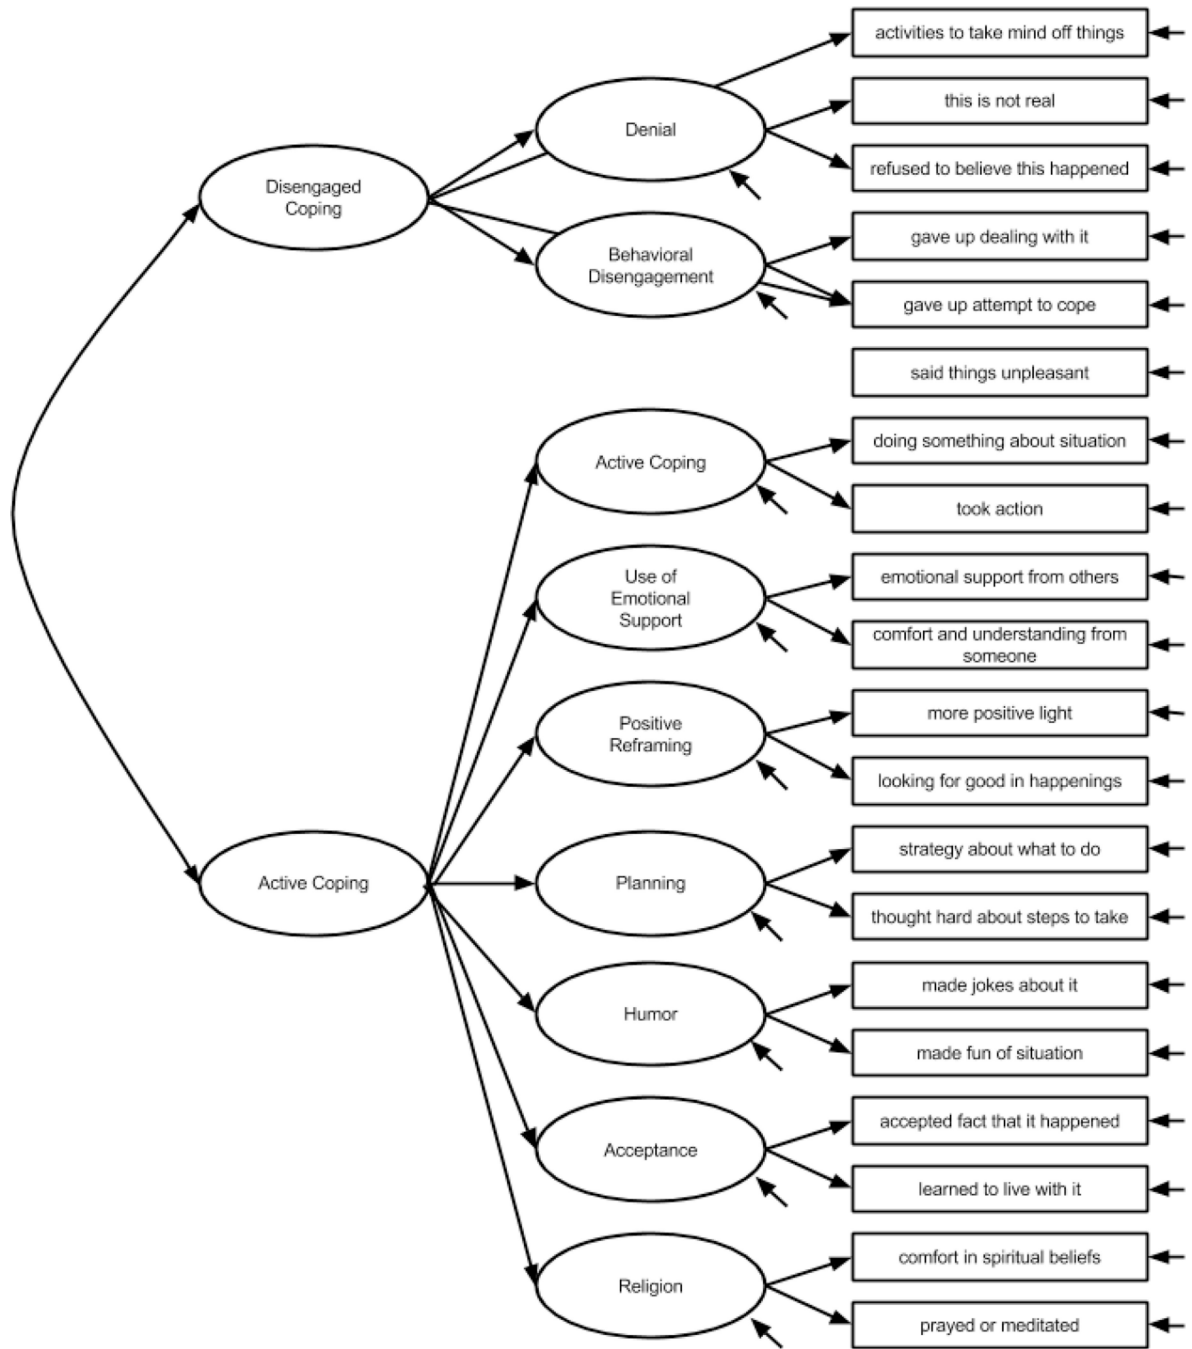 activities to take mind off things
this is not real
Denial
refused to believe this happened
Disengaged
Coping
gave up dealing with it
Behavioral
Disengagement
gave up attempt to cope
said things unpleasant
doing something about situation
Active Coping
took action
emotional support from others
Use of
Emotional
Support
comfort and understanding from
someone
more positive light
Positive
Reframing
looking for good in happenings
strategy about what to do
Active Coping
Planning
thought hard about steps to take
made jokes about it
Humor
made fun of situation
accepted fact that it happened
Acceptance
learned to live with it
comfort in spiritual beliefs
Religion
prayed or meditated